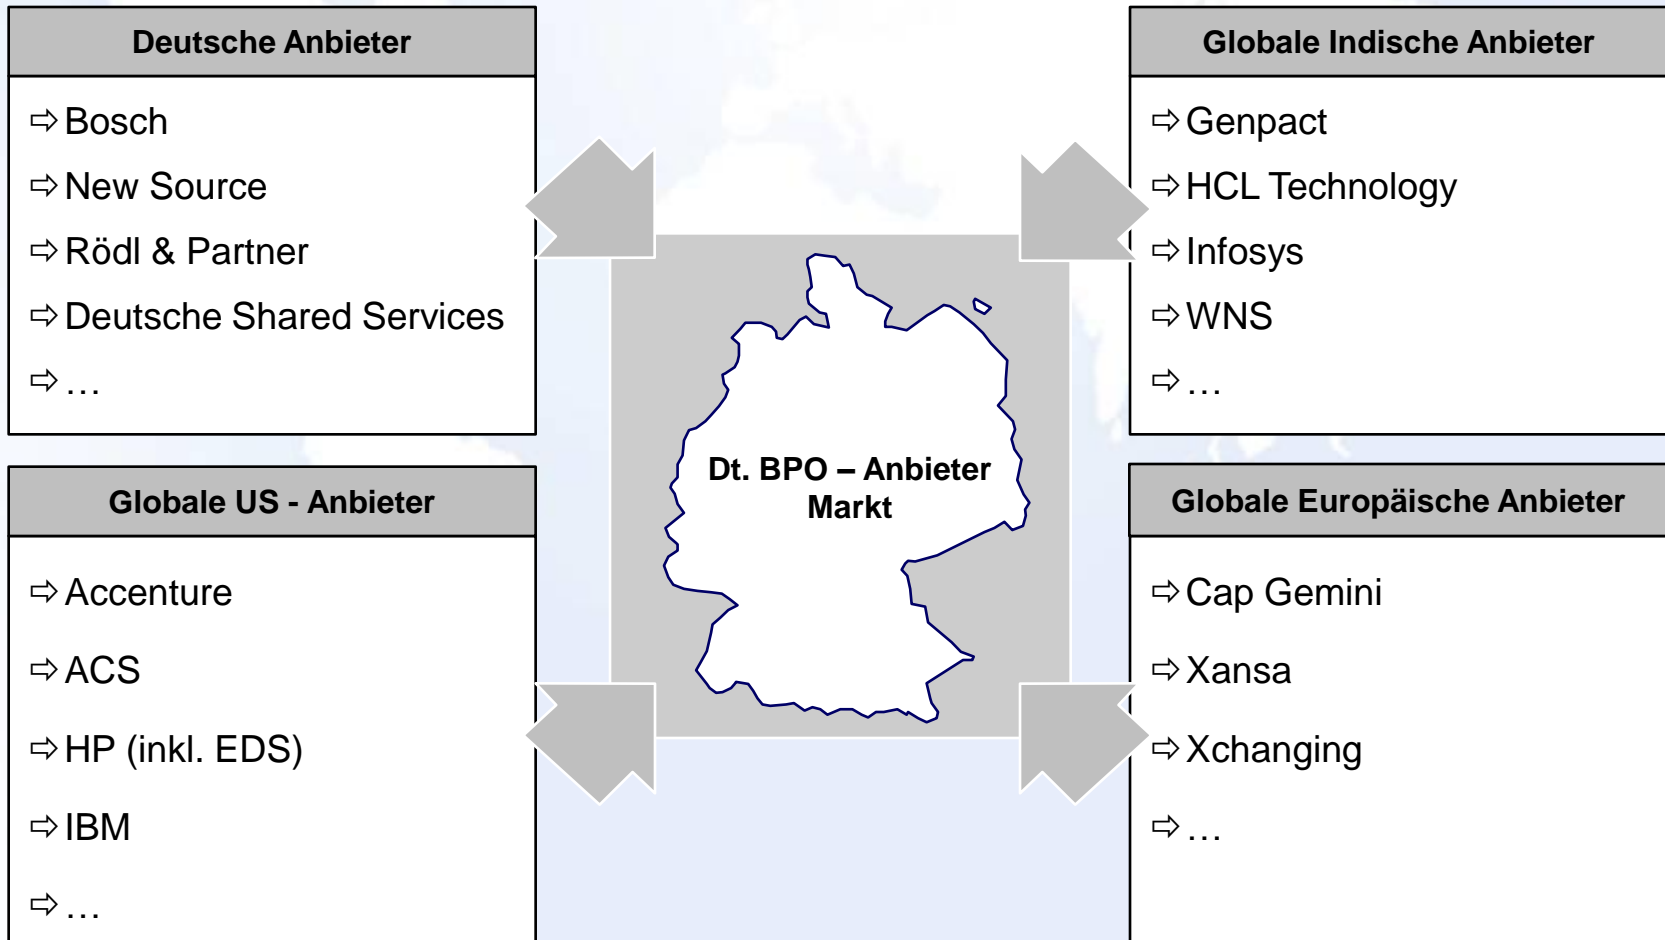 Deutsche Anbieter
⇨ Bosch
⇨ New Source
⇨ Rödl & Partner
⇨ Deutsche Shared Services
⇨ …
Globale Indische Anbieter
⇨ Genpact
⇨ HCL Technology
⇨ Infosys
⇨ WNS
⇨ …
Dt. BPO – Anbieter
Markt
Globale US - Anbieter
⇨ Accenture
⇨ ACS
⇨ HP (inkl. EDS)
⇨ IBM
⇨ …
Globale Europäische Anbieter
⇨ Cap Gemini
⇨ Xansa
⇨ Xchanging
⇨ …